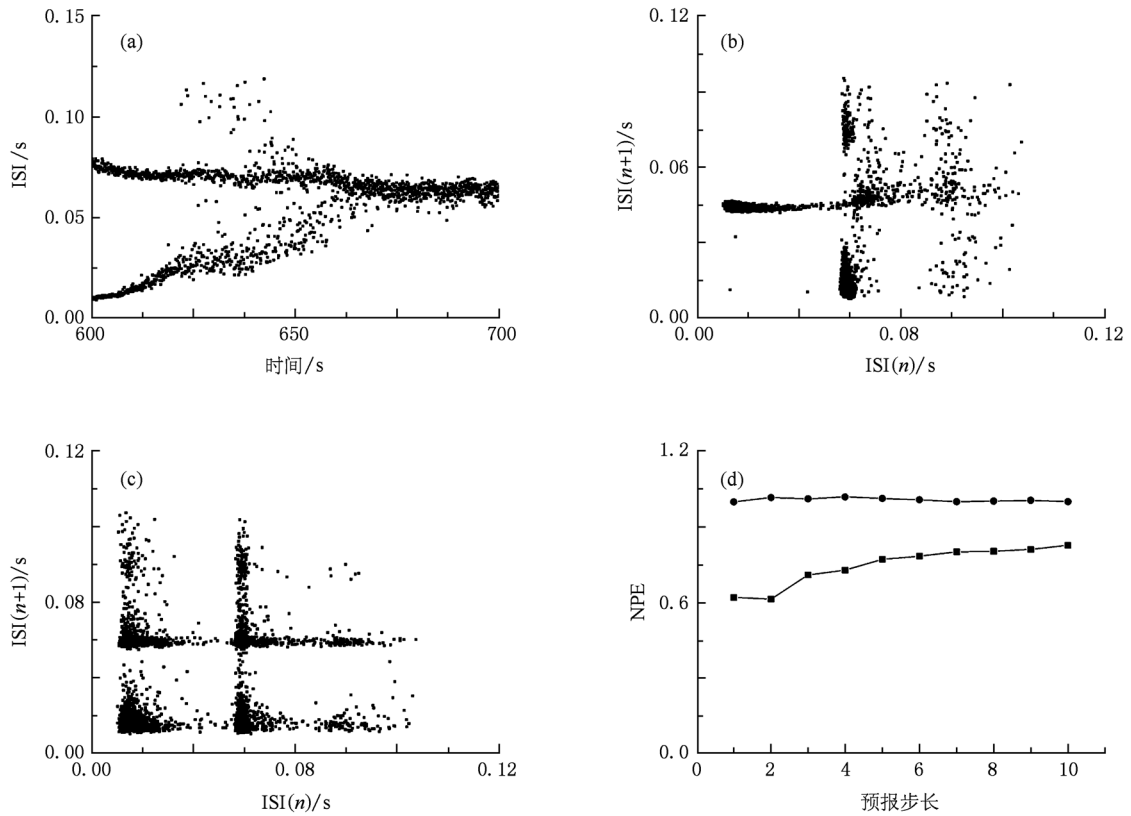 (a)
0.15
0.10
0.05
0.00
ISI/s
600
650
700
时间/s
(b)
0.12
0.06
0.00
ISI(n+1)/s
0.08
0.12
ISI(n)/s
(c)
0.12
0.08
0.00
ISI(n+1)/s
0.00
0.08
0.12
ISI(n)/s
(d)
1.2
0.6
0.0
NPE
0
2
4
6
8
10
预报步长